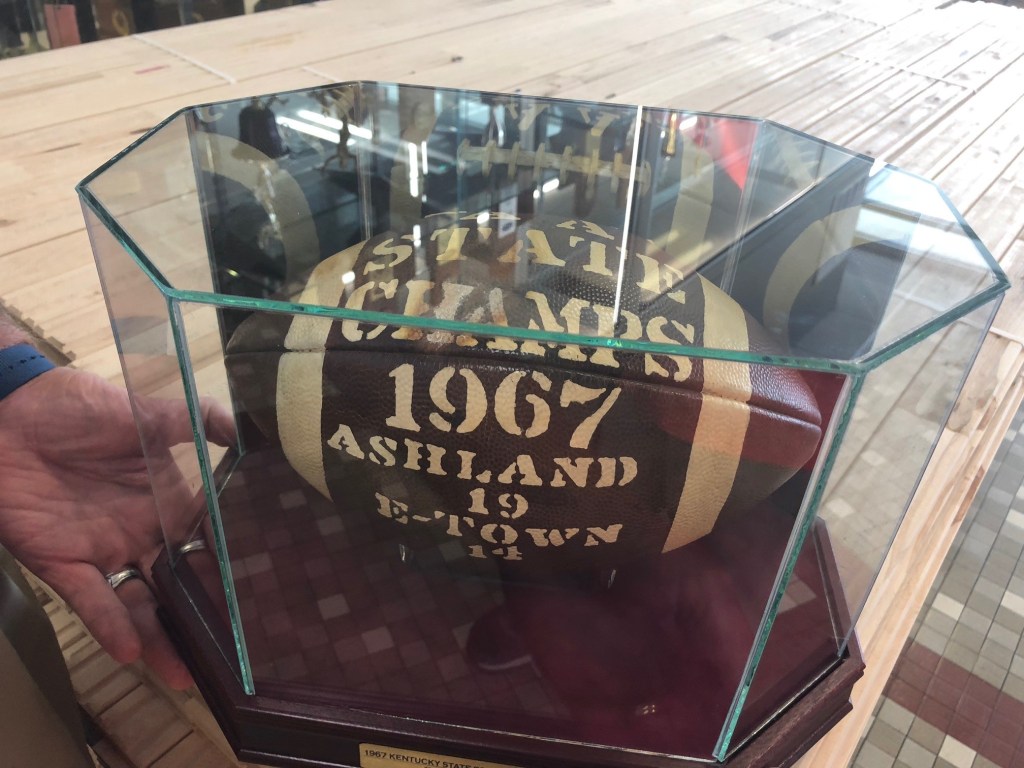 STATE
CHAMPS
1967
ASHLAND
19
E-TOWN
14
1967 KENTUCKY STATE